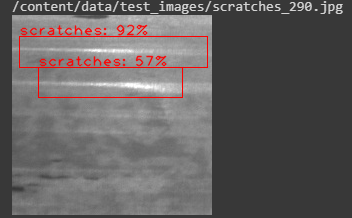 /content/data/test_images/scratches_290.jpg
scratches: 92%
scratches: 57%